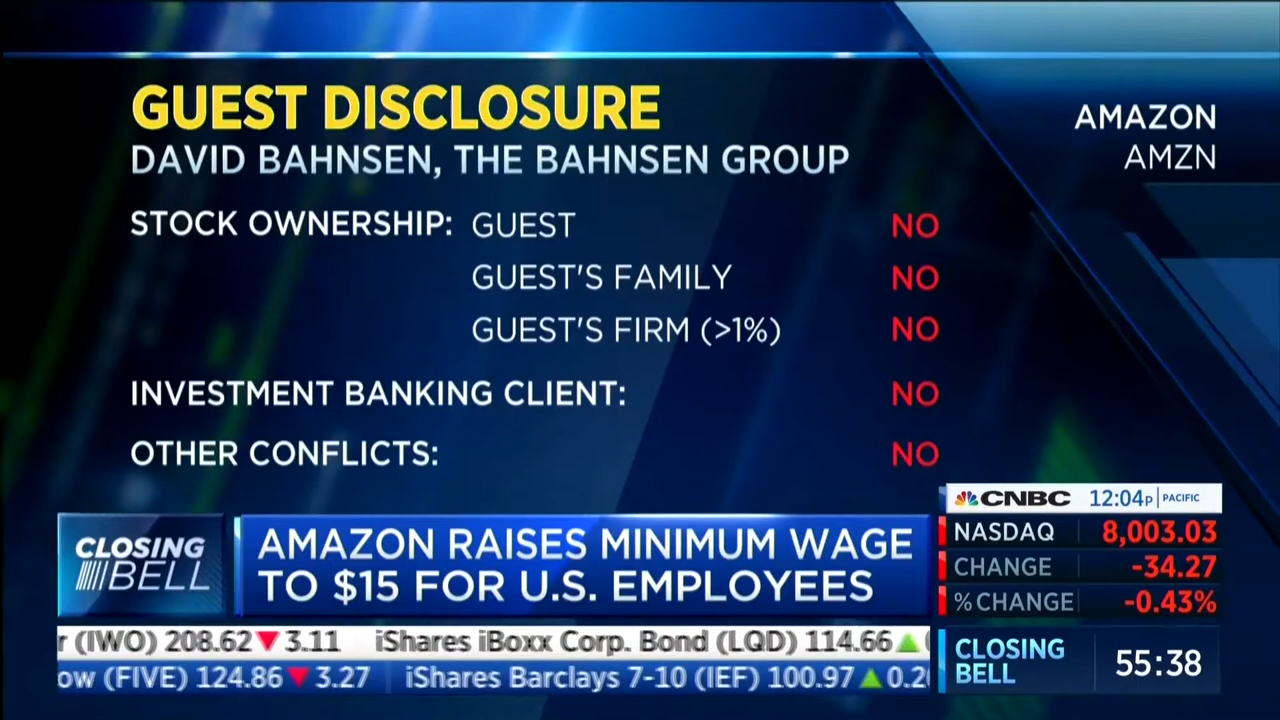 GUEST DISCLOSURE
DAVID BAHNSEN, THE BAHNSEN GROUP
AMAZON
AMZN
STOCK OWNERSHIP: GUEST NO
GUEST'S FAMILY NO
GUEST'S FIRM (>1%) NO
INVESTMENT BANKING CLIENT: NO
OTHER CONFLICTS: NO
CLOSING
BELL
AMAZON RAISES MINIMUM WAGE
TO $15 FOR U.S. EMPLOYEES
CNBC 12:04P PACIFIC
NASDAQ 8,003.03
CHANGE -34.27
% CHANGE -0.43%
CLOSING
BELL
55:38
r (IWO) 208.62 ▼ 3.11 iShares iBoxx Corp. Bond (LQD) 114.66 ▲
ow (FIVE) 124.86 ▼ 3.27 iShares Barclays 7-10 (IEF) 100.97 ▲ 0.2